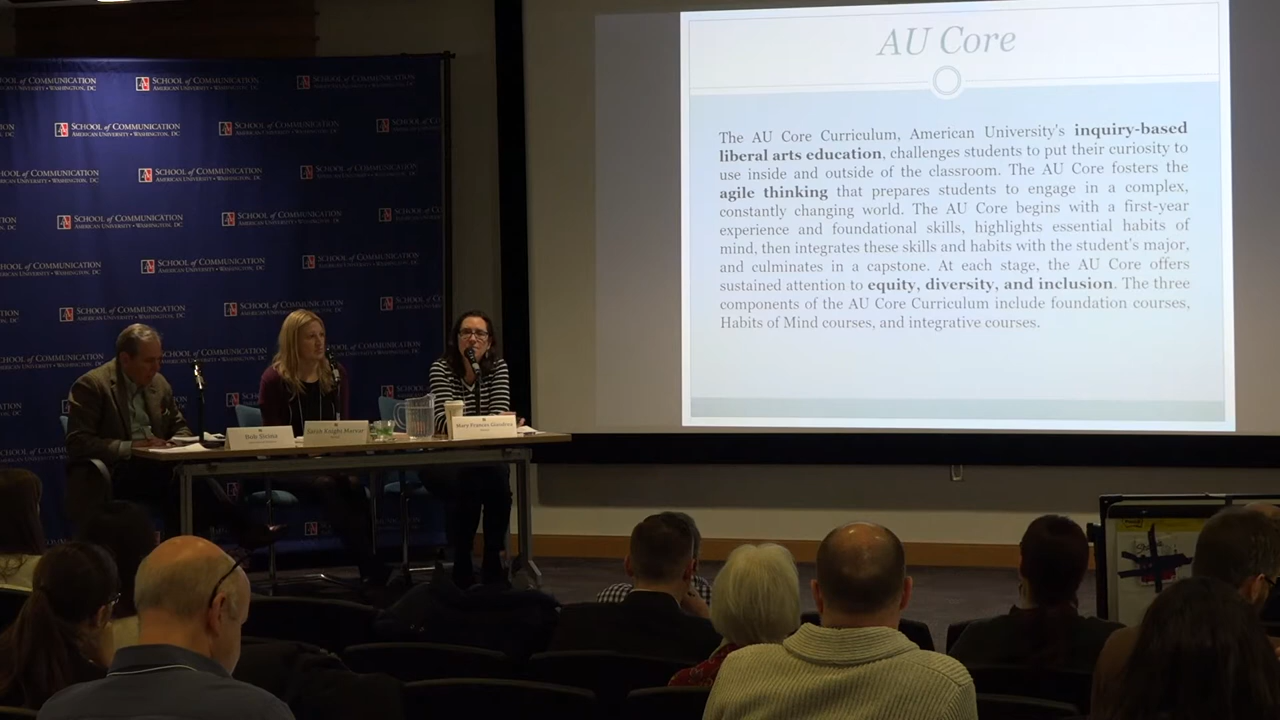 AU Core
The AU Core Curriculum, American University's inquiry-based
liberal arts education, challenges students to put their curiosity to
use inside and outside of the classroom. The AU Core fosters the
agile thinking that prepares students to engage in a complex,
constantly changing world. The AU Core begins with a first-year
experience and foundational skills, highlights essential habits of
mind, then integrates these skills and habits with the student's major,
and culminates in a capstone. At each stage, the AU Core offers
sustained attention to equity, diversity, and inclusion. The three
components of the AU Core Curriculum include foundation courses,
Habits of Mind courses, and integrative courses.
SCHOOL of COMMUNICATION
AMERICAN UNIVERSITY • WASHINGTON, DC
Bob Sirota
Mary Frances Giandrea